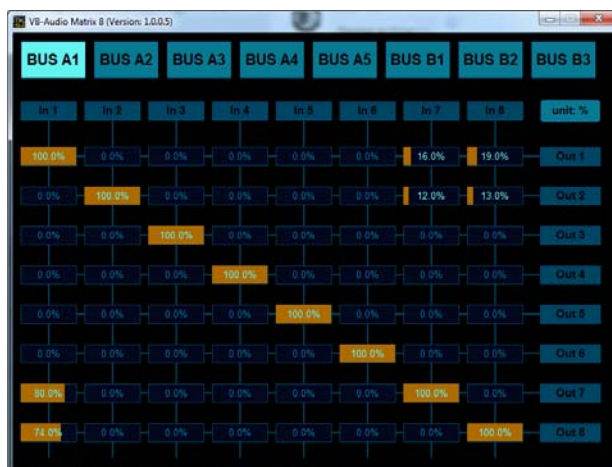 VB-Audio Matrix 8 (Version: 1.0.0.5)
BUS A1 BUS A2 BUS A3 BUS A4 BUS A5 BUS B1 BUS B2 BUS B3
In 1 In 2 In 3 In 4 In 5 In 6 In 7 In 8 unit: %
100.0% 0.0% 0.0% 0.0% 0.0% 0.0% 16.0% 19.0% Out 1
0.0% 100.0% 0.0% 0.0% 0.0% 0.0% 12.0% 13.0% Out 2
0.0% 0.0% 100.0% 0.0% 0.0% 0.0% 0.0% 0.0% Out 3
0.0% 0.0% 0.0% 100.0% 0.0% 0.0% 0.0% 0.0% Out 4
0.0% 0.0% 0.0% 0.0% 100.0% 0.0% 0.0% 0.0% Out 5
0.0% 0.0% 0.0% 0.0% 0.0% 100.0% 0.0% 0.0% Out 6
80.0% 0.0% 0.0% 0.0% 0.0% 0.0% 100.0% 0.0% Out 7
74.0% 0.0% 0.0% 0.0% 0.0% 0.0% 0.0% 100.0% Out 8